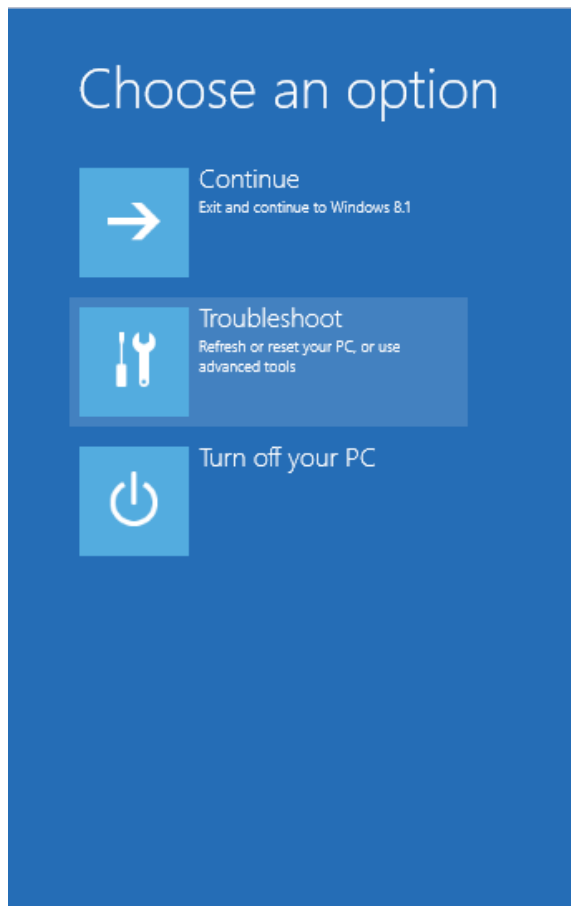 Choose an option
Continue
Exit and continue to Windows 8.1
Troubleshoot
Refresh or reset your PC, or use
advanced tools
Turn off your PC